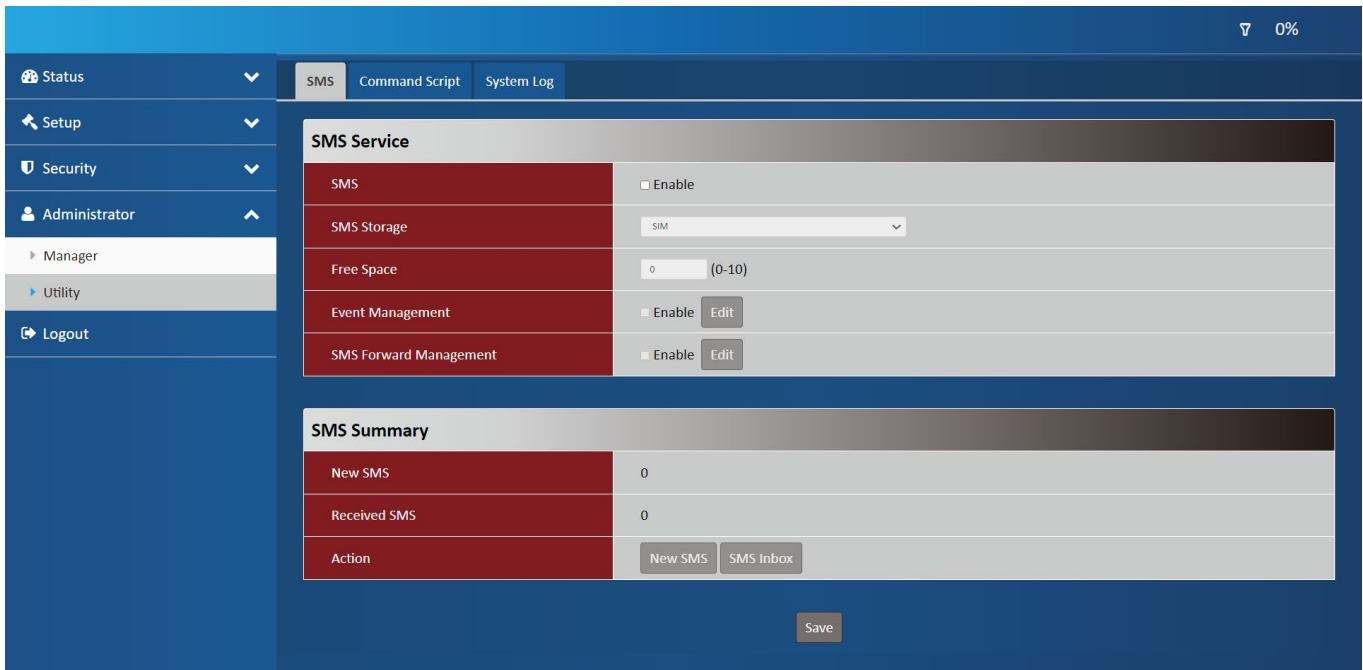 0%
Status
Setup
Security
Administrator
Manager
Utility
Logout
SMS Command Script System Log
SMS Service
SMS Enable
SMS Storage SIM
Free Space 0 (0-10)
Event Management Enable Edit
SMS Forward Management Enable Edit
SMS Summary
New SMS 0
Received SMS 0
Action New SMS SMS Inbox
Save